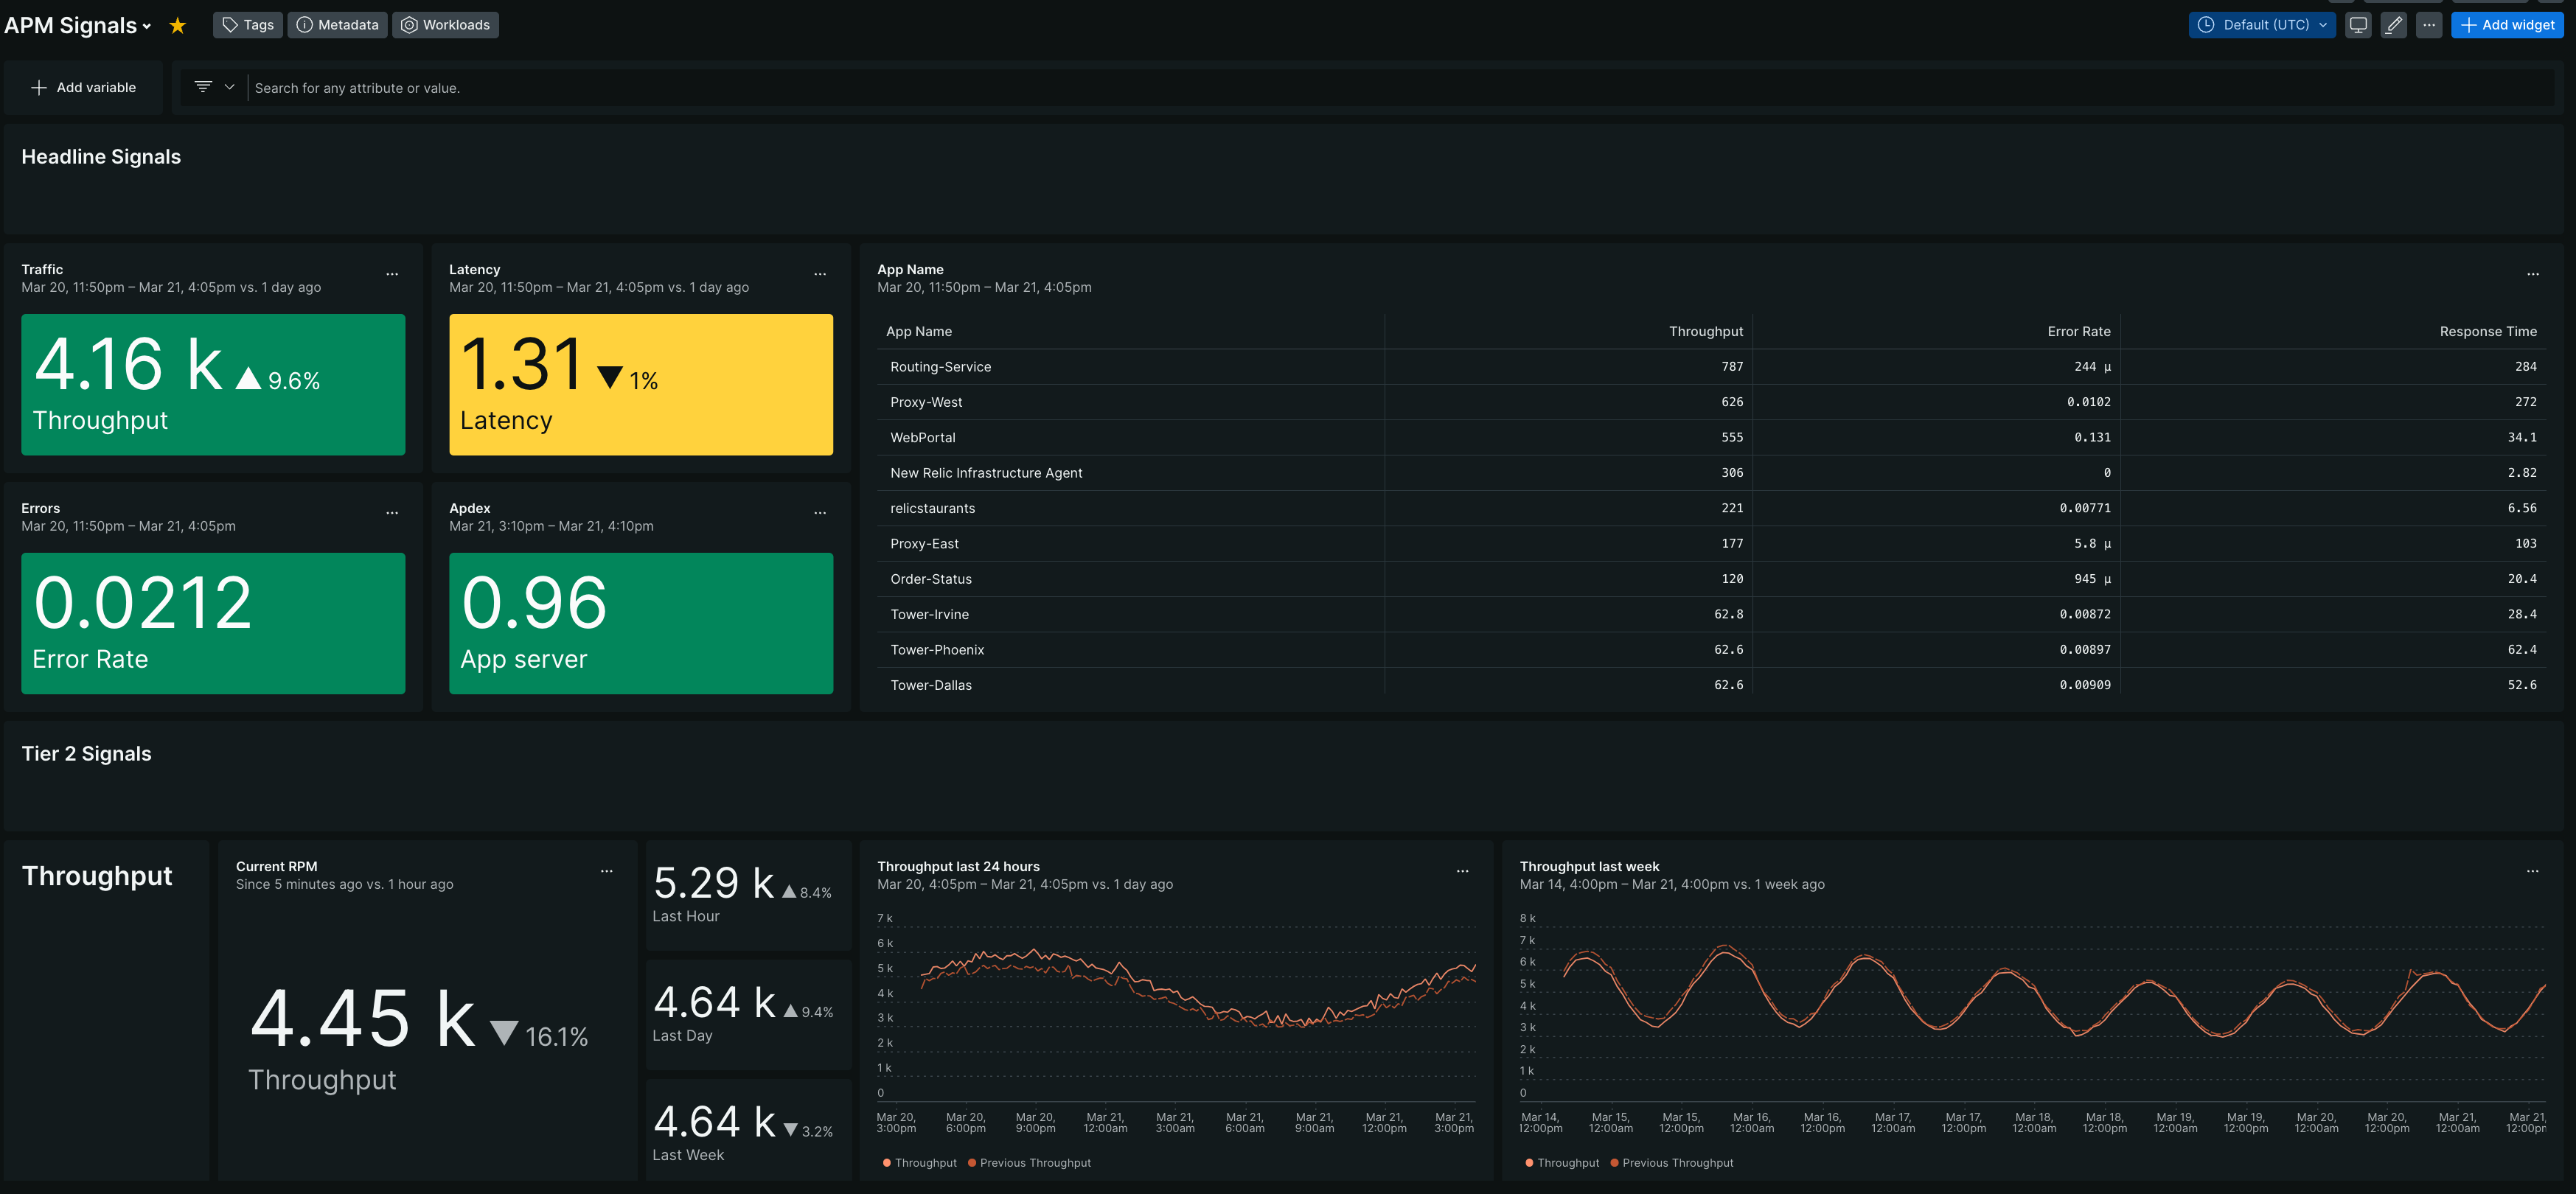 APM Signals
Tags
Metadata
Workloads
Default (UTC)
Add widget
Add variable
Search for any attribute or value.
Headline Signals
Traffic
Mar 20, 11:50pm – Mar 21, 4:05pm vs. 1 day ago
4.16 k 9.6%
Throughput
Latency
Mar 20, 11:50pm – Mar 21, 4:05pm vs. 1 day ago
1.31 1%
Latency
Errors
Mar 20, 11:50pm – Mar 21, 4:05pm
0.0212
Error Rate
Apdex
Mar 21, 3:10pm – Mar 21, 4:10pm
0.96
App server
App Name
Mar 20, 11:50pm – Mar 21, 4:05pm
App Name Throughput Error Rate Response Time
Routing-Service 787 244 µ 284
Proxy-West 626 0.0102 272
WebPortal 555 0.131 34.1
New Relic Infrastructure Agent 306 0 2.82
relicstaurants 221 0.00771 6.56
Proxy-East 177 5.8 µ 103
Order-Status 120 945 µ 20.4
Tower-Irvine 62.8 0.00872 28.4
Tower-Phoenix 62.6 0.00897 62.4
Tower-Dallas 62.6 0.00909 52.6
Tier 2 Signals
Throughput
Current RPM
Since 5 minutes ago vs. 1 hour ago
4.45 k 16.1%
Throughput
5.29 k 8.4%
Last Hour
4.64 k 9.4%
Last Day
4.64 k 3.2%
Last Week
Throughput last 24 hours
Mar 20, 4:05pm – Mar 21, 4:05pm vs. 1 day ago
7 k
6 k
5 k
4 k
3 k
2 k
1 k
0
Mar 20, Mar 20, Mar 20, Mar 21, Mar 21, Mar 21, Mar 21, Mar 21, Mar 21,
3:00pm 6:00pm 9:00pm 12:00am 3:00am 6:00am 9:00am 12:00pm 3:00pm
Throughput Previous Throughput
Throughput last week
Mar 14, 4:00pm – Mar 21, 4:00pm vs. 1 week ago
8 k
7 k
6 k
5 k
4 k
3 k
2 k
1 k
0
Mar 14, Mar 15, Mar 15, Mar 16, Mar 16, Mar 17, Mar 17, Mar 18, Mar 18, Mar 19, Mar 19, Mar 20, Mar 20, Mar 21, Mar 21,
12:00pm 12:00am 12:00pm 12:00am 12:00pm 12:00am 12:00pm 12:00am 12:00pm 12:00am 12:00pm 12:00am 12:00pm 12:00am 12:00pm
Throughput Previous Throughput